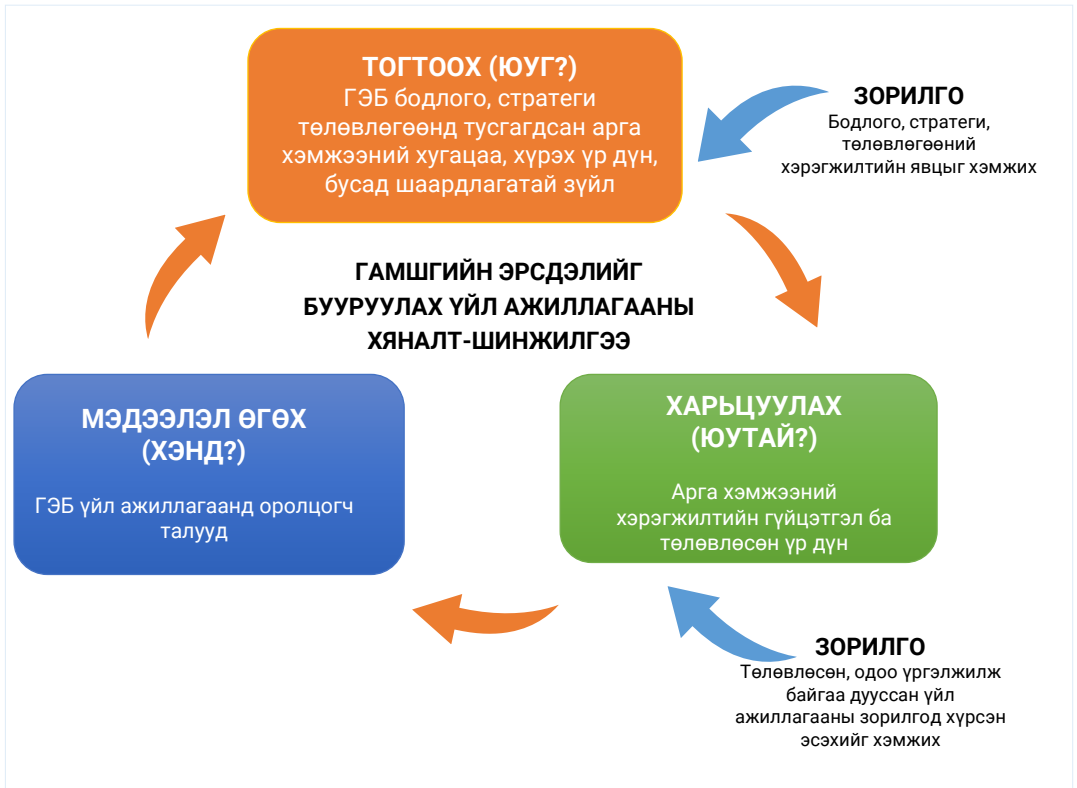 ТОГТООХ (ЮУГ?)
ГЭБ бодлого, стратеги
төлөвлөгөөнд тусгагдсан арга
хэмжээний хугацаа, хүрэх үр дүн,
бусад шаардлагатай зүйл
ЗОРИЛГО
Бодлого, стратеги,
төлөвлөгөөний
хэрэгжилтийн явцыг хэмжих
ГАМШГИЙН ЭРСДЭЛИЙГ
БУУРУУЛАХ ҮЙЛ АЖИЛЛАГААНЫ
ХЯНАЛТ-ШИНЖИЛГЭЭ
МЭДЭЭЛЭЛ ӨГӨХ
(ХЭНД?)
ГЭБ үйл ажиллагаанд оролцогч
талууд
ХАРЬЦУУЛАХ
(ЮУТАЙ?)
Арга хэмжээний
хэрэгжилтийн гүйцэтгэл ба
төлөвлөсөн үр дүн
ЗОРИЛГО
Төлөвлөсөн, одоо үргэлжилж
байгаа дууссан үйл
ажиллагааны зорилгод хүрсэн
эсэхийг хэмжих